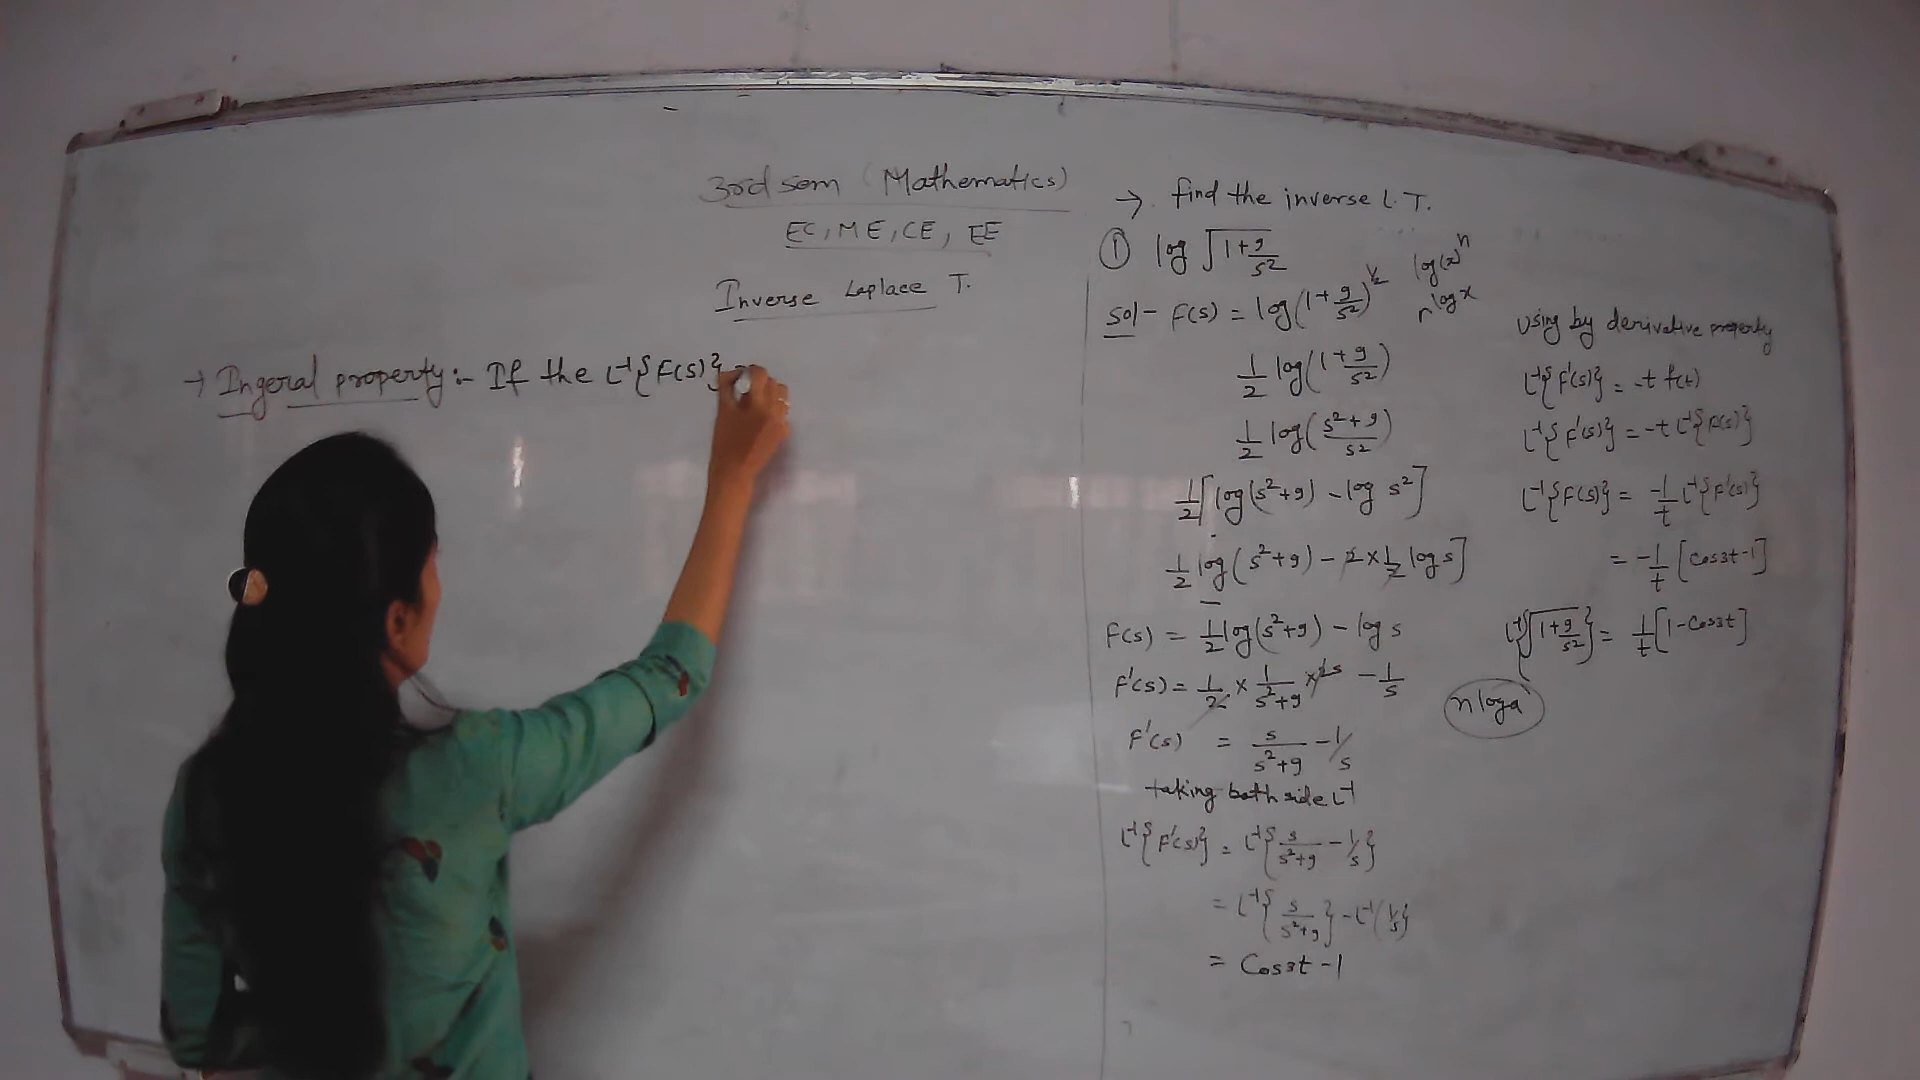 3rd sem (Mathematics)
EC, ME, CE, EE
Inverse Laplace T.
→ Ingeral property:- If the L⁻¹{F(s)} =
→ find the inverse L.T.
① log √(1+9/s²)
log(x)ⁿ
n log x
Sol- F(s) = log(1+9/s²)^½
1/2 log(1+9/s²)
1/2 log((s²+9)/s²)
1/2[log(s²+9) - log s²]
1/2 log(s²+9) - 2×1/2 log s]
F(s) = 1/2 log(s²+9) - log s
F'(s) = 1/2 × 1/(s²+9) × 2s - 1/s
F'(s) = s/(s²+9) - 1/s
taking both side L⁻¹
L⁻¹{F'(s)} = L⁻¹{s/(s²+9) - 1/s}
= L⁻¹{s/(s²+9)} - L⁻¹{1/s}
= Cos3t - 1
Using by derivative property
L⁻¹{F'(s)} = -t f(t)
L⁻¹{F'(s)} = -t L⁻¹{F(s)}
L⁻¹{F(s)} = -1/t L⁻¹{F'(s)}
= -1/t [Cos3t-1]
L⁻¹{√(1+9/s²)} = 1/t [1-Cos3t]
n log a